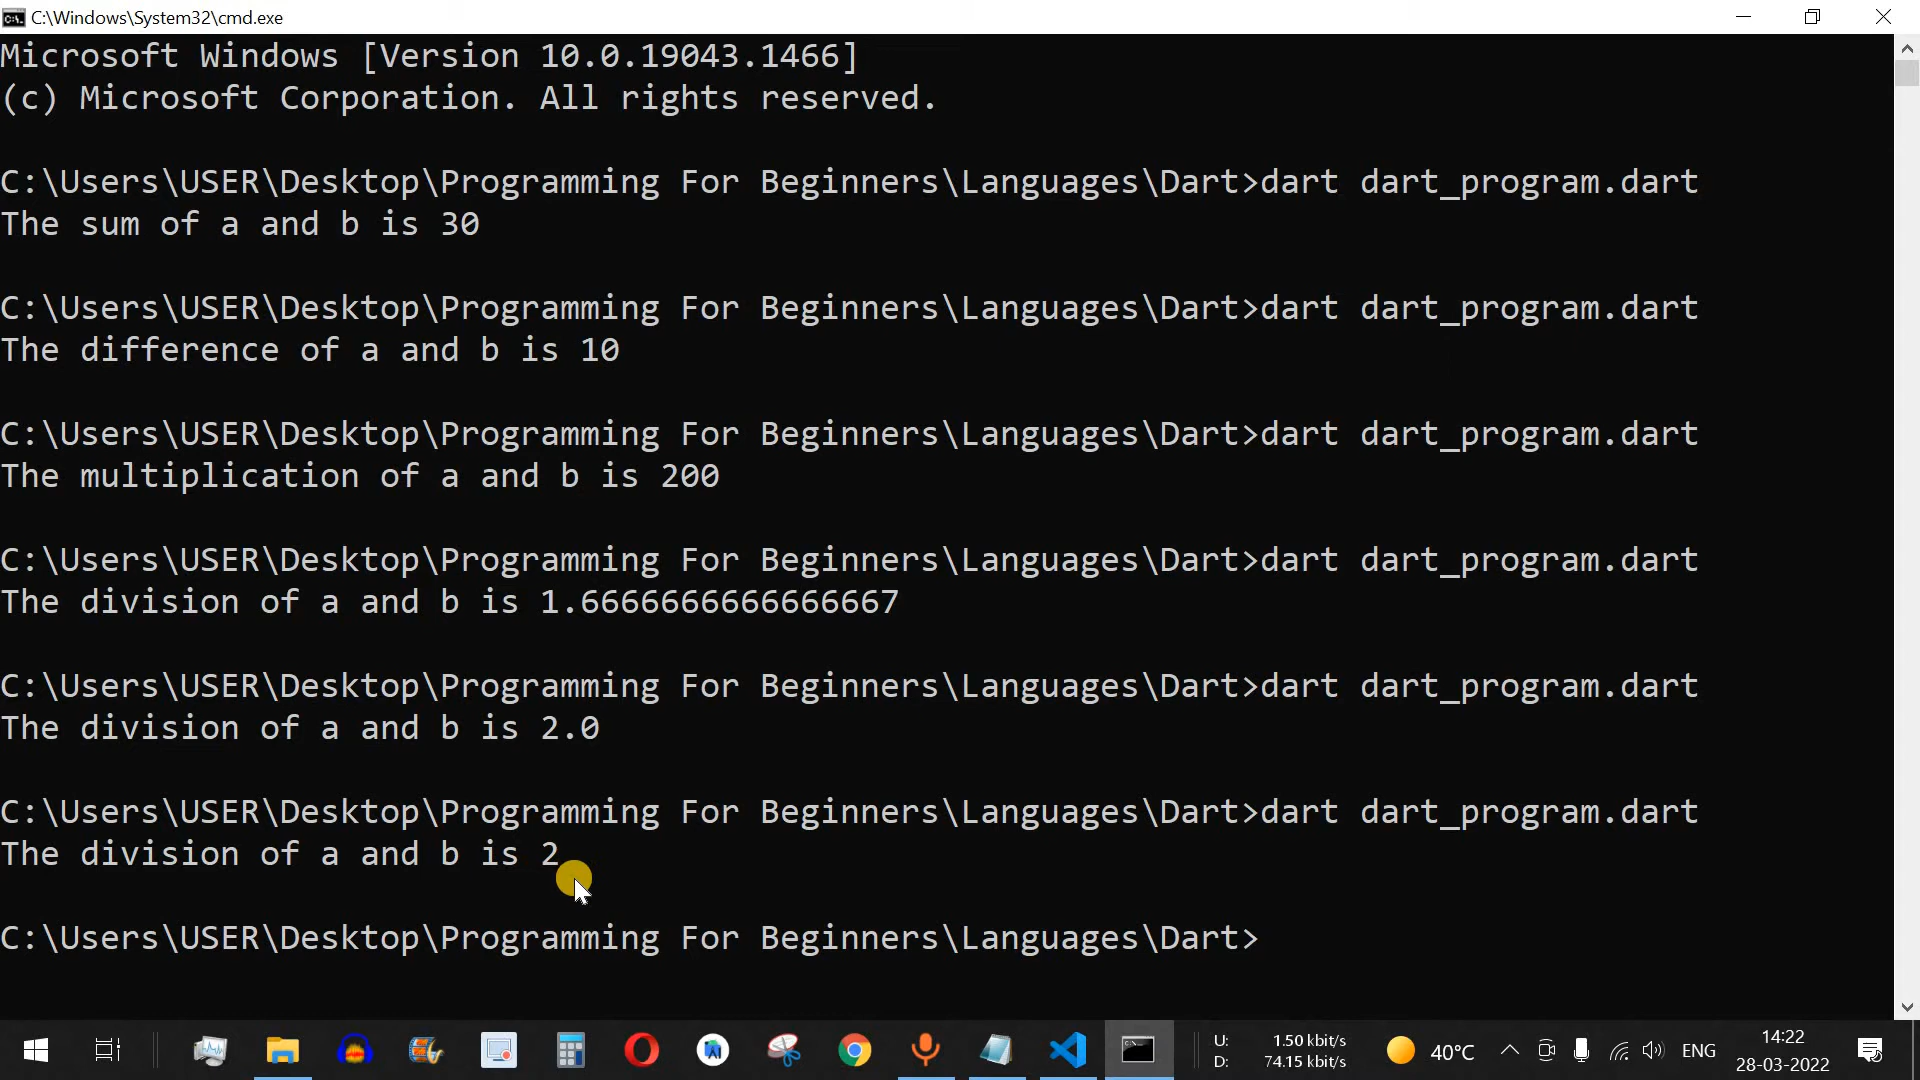 C:\Windows\System32\cmd.exe
Microsoft Windows [Version 10.0.19043.1466]
(c) Microsoft Corporation. All rights reserved.
C:\Users\USER\Desktop\Programming For Beginners\Languages\Dart>dart dart_program.dart
The sum of a and b is 30
C:\Users\USER\Desktop\Programming For Beginners\Languages\Dart>dart dart_program.dart
The difference of a and b is 10
C:\Users\USER\Desktop\Programming For Beginners\Languages\Dart>dart dart_program.dart
The multiplication of a and b is 200
C:\Users\USER\Desktop\Programming For Beginners\Languages\Dart>dart dart_program.dart
The division of a and b is 1.6666666666666667
C:\Users\USER\Desktop\Programming For Beginners\Languages\Dart>dart dart_program.dart
The division of a and b is 2.0
C:\Users\USER\Desktop\Programming For Beginners\Languages\Dart>dart dart_program.dart
The division of a and b is 2
C:\Users\USER\Desktop\Programming For Beginners\Languages\Dart>
U: 1.50 kbit/s
D: 74.15 kbit/s
40°C
ENG
14:22
28-03-2022